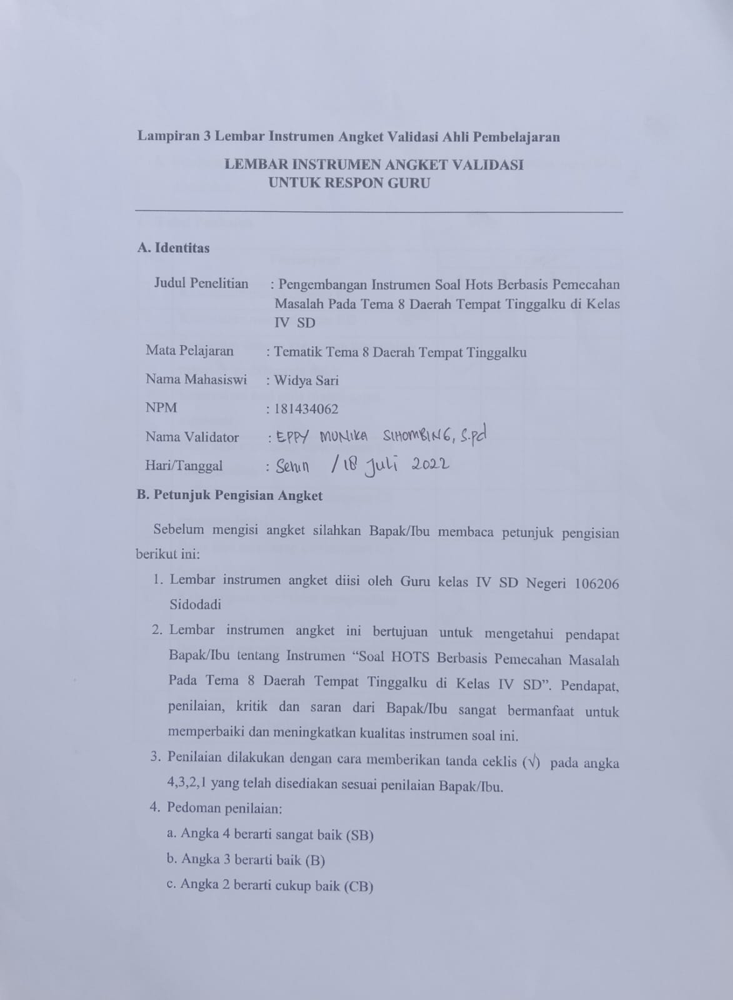 Lampiran 3 Lembar Instrumen Angket Validasi Ahli Pembelajaran
LEMBAR INSTRUMEN ANGKET VALIDASI
UNTUK RESPON GURU
A. Identitas
Judul Penelitian : Pengembangan Instrumen Soal Hots Berbasis Pemecahan
Masalah Pada Tema 8 Daerah Tempat Tinggalku di Kelas
IV SD
Mata Pelajaran : Tematik Tema 8 Daerah Tempat Tinggalku
Nama Mahasiswi : Widya Sari
NPM : 181434062
Nama Validator : EPPY MUNIKA SIHOMBING, S.pd
Hari/Tanggal : Senin / 18 Juli 2022
B. Petunjuk Pengisian Angket
Sebelum mengisi angket silahkan Bapak/Ibu membaca petunjuk pengisian
berikut ini:
1. Lembar instrumen angket diisi oleh Guru kelas IV SD Negeri 106206
Sidodadi
2. Lembar instrumen angket ini bertujuan untuk mengetahui pendapat
Bapak/Ibu tentang Instrumen “Soal HOTS Berbasis Pemecahan Masalah
Pada Tema 8 Daerah Tempat Tinggalku di Kelas IV SD”. Pendapat,
penilaian, kritik dan saran dari Bapak/Ibu sangat bermanfaat untuk
memperbaiki dan meningkatkan kualitas instrumen soal ini.
3. Penilaian dilakukan dengan cara memberikan tanda ceklis (√) pada angka
4,3,2,1 yang telah disediakan sesuai penilaian Bapak/Ibu.
4. Pedoman penilaian:
a. Angka 4 berarti sangat baik (SB)
b. Angka 3 berarti baik (B)
c. Angka 2 berarti cukup baik (CB)